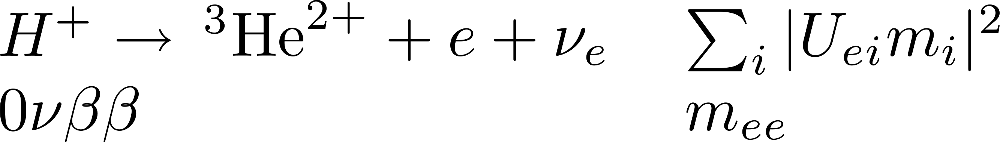 H⁺ → ³He²⁺ + e + νₑ ∑ᵢ |Uₑᵢmᵢ|²
0νββ mₑₑ